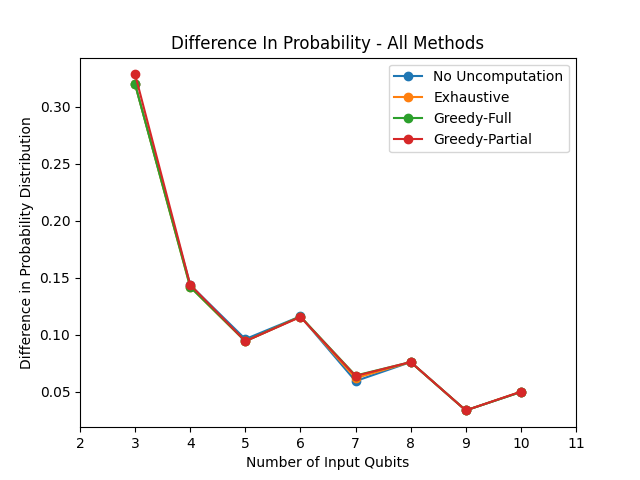 Difference In Probability - All Methods
No Uncomputation
Exhaustive
Greedy-Full
Greedy-Partial
Difference in Probability Distribution
0.30
0.25
0.20
0.15
0.10
0.05
2 3 4 5 6 7 8 9 10 11
Number of Input Qubits